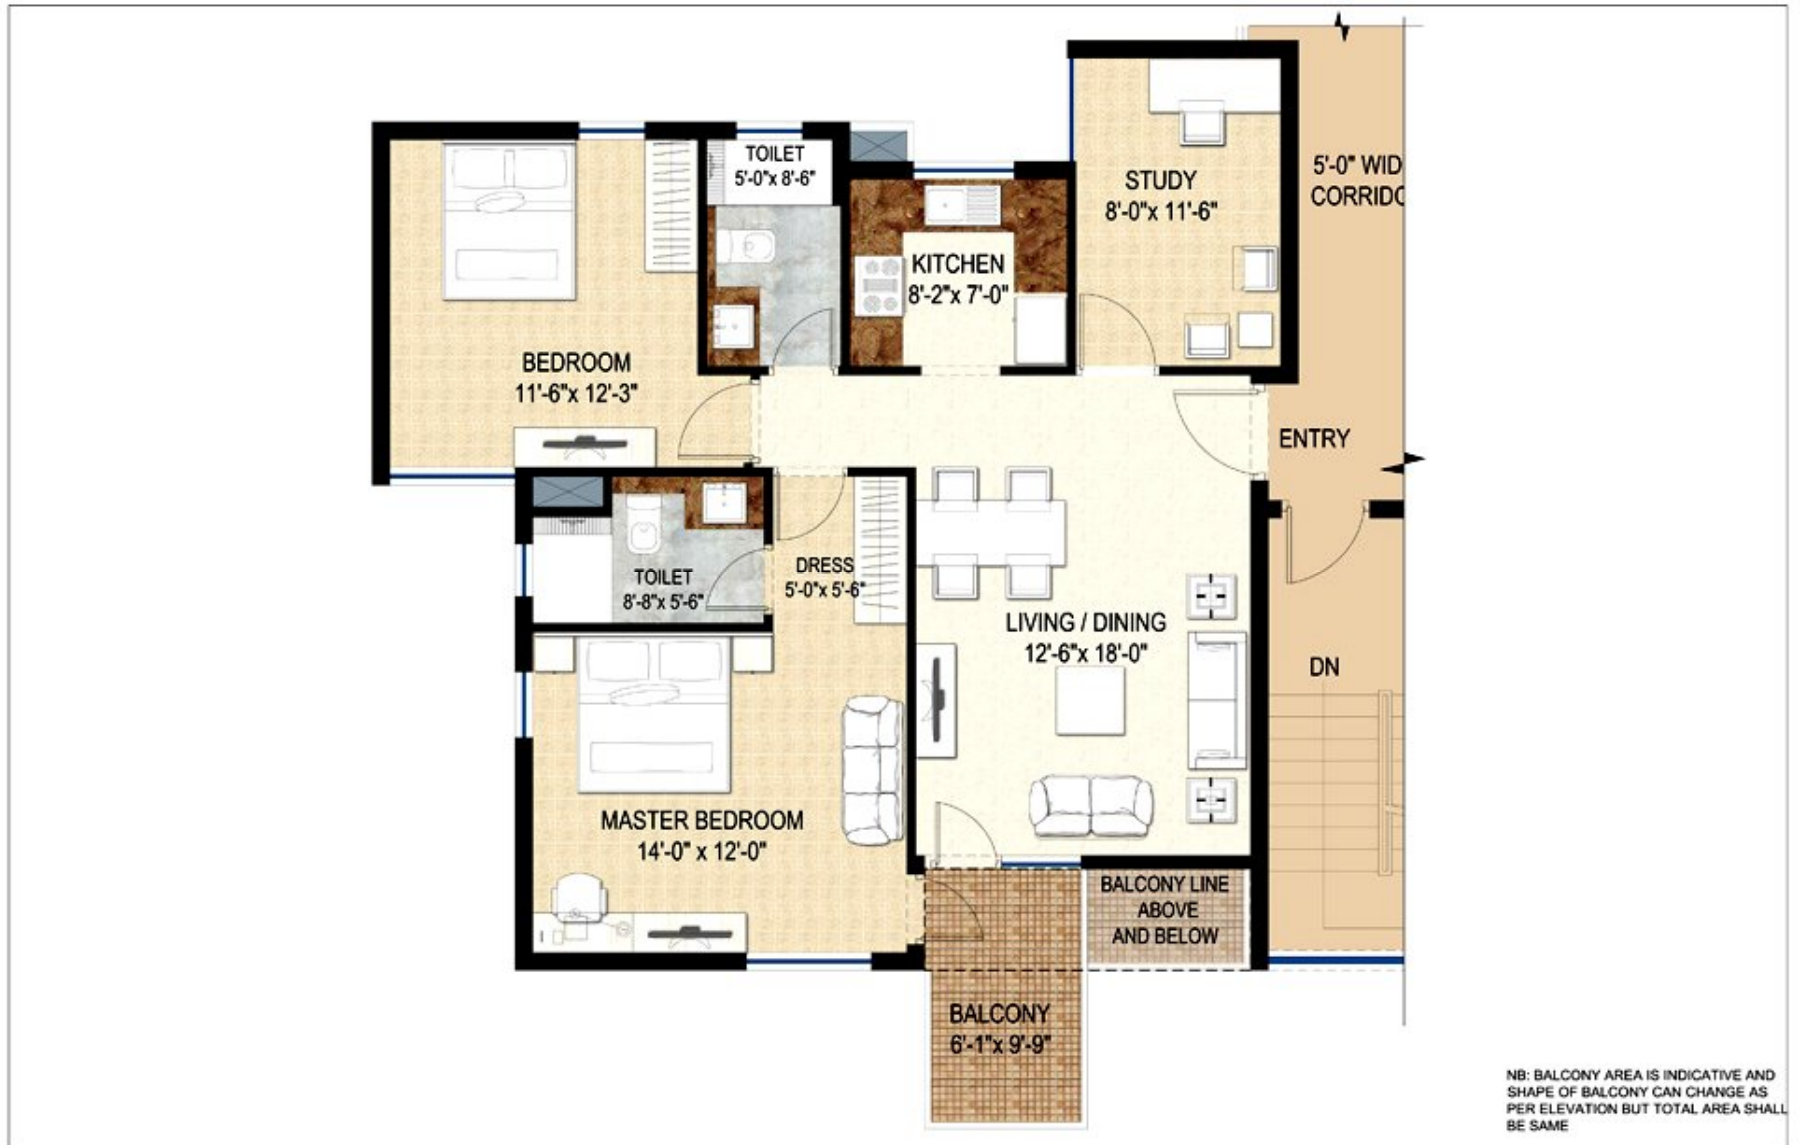 TOILET
5'-0"x 8'-6"
5'-0" WID
CORRIDO
STUDY
8'-0"x 11'-6"
KITCHEN
8'-2"x 7'-0"
BEDROOM
11'-6"x 12'-3"
ENTRY
DRESS
5'-0"x 5'-6"
TOILET
8'-8"x 5'-6"
LIVING / DINING
12'-6"x 18'-0"
DN
MASTER BEDROOM
14'-0" x 12'-0"
BALCONY LINE
ABOVE
AND BELOW
BALCONY
6'-1"x 9'-9"
NB: BALCONY AREA IS INDICATIVE AND
SHAPE OF BALCONY CAN CHANGE AS
PER ELEVATION BUT TOTAL AREA SHALL
BE SAME